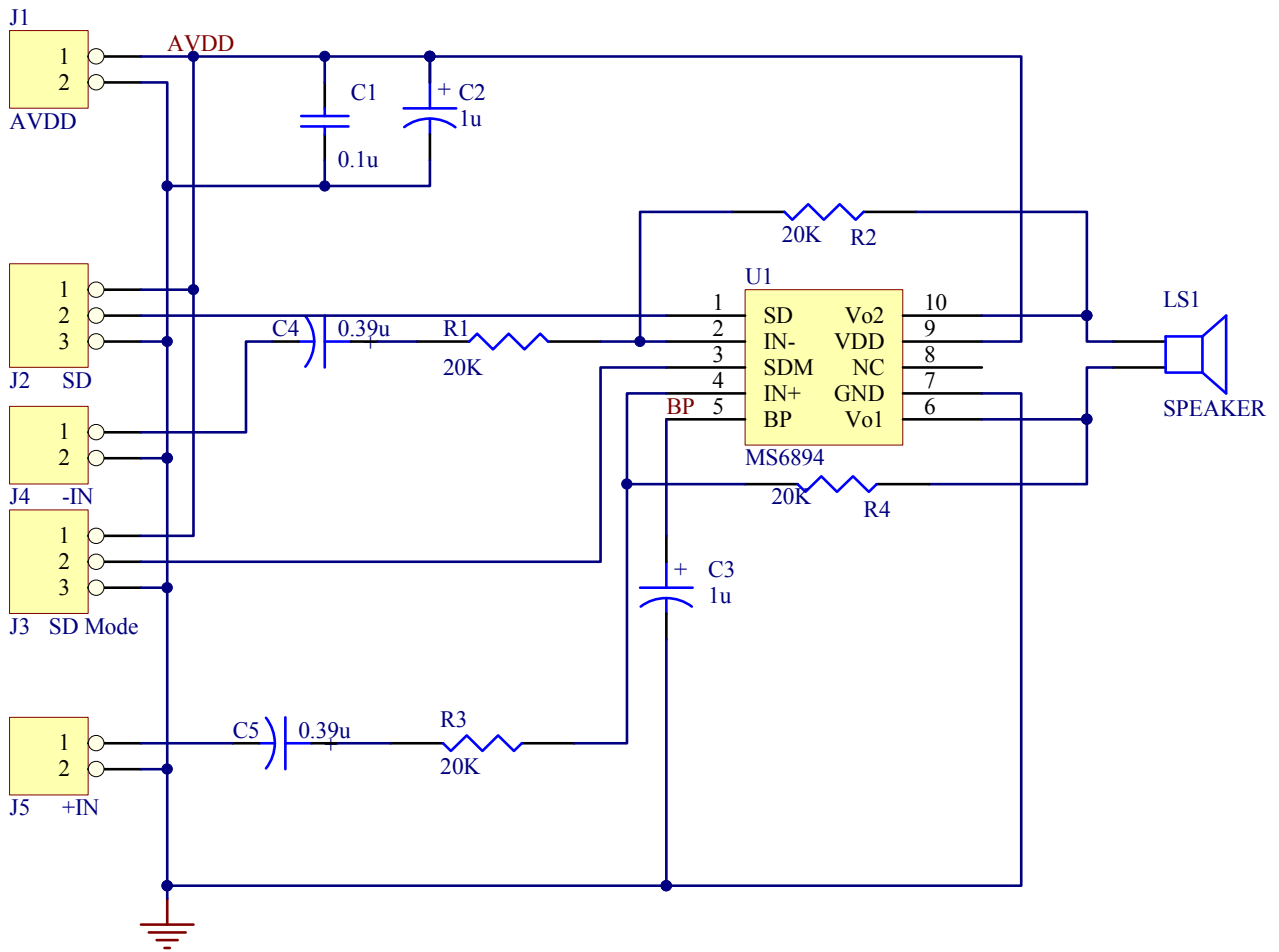 J1
1
2
AVDD
AVDD
C1
0.1u
+ C2
1u
20K
R2
1
2
3
J2 SD
C4
0.39u
+
R1
20K
U1
1 SD Vo2 10
2 IN- VDD 9
3 SDM NC 8
4 IN+ GND 7
BP 5 BP Vo1 6
MS6894
LS1
SPEAKER
1
2
J4 -IN
20K
R4
1
2
3
J3 SD Mode
+ C3
1u
1
2
J5 +IN
C5
0.39u
+
R3
20K